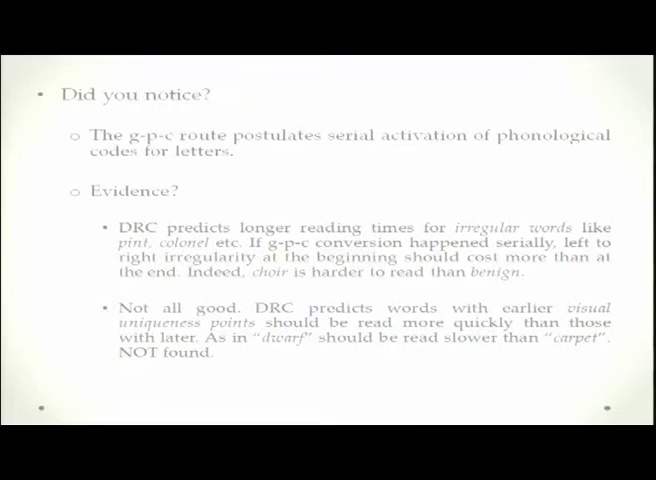 • Did you notice?
o The g-p-c route postulates serial activation of phonological
codes for letters.
o Evidence?
• DRC predicts longer reading times for irregular words like
pint, colonel etc. If g-p-c conversion happened serially, left to
right irregularity at the beginning should cost more than at
the end. Indeed, choir is harder to read than benign.
• Not all good. DRC predicts words with earlier visual
uniqueness points should be read more quickly than those
with later. As in “dwarf” should be read slower than “carpet”.
NOT found.